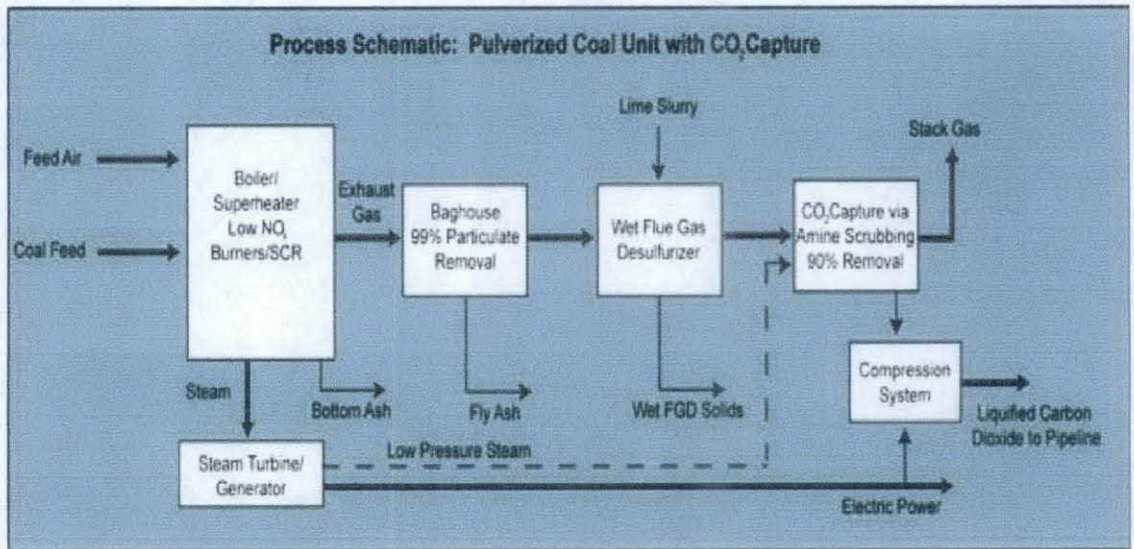 Process Schematic: Pulverized Coal Unit with CO₂ Capture
Lime Slurry
Stack Gas
Feed Air
Coal Feed
Boiler/
Superheater
Low NOₓ
Burners/SCR
Exhaust
Gas
Baghouse
99% Particulate
Removal
Wet Flue Gas
Desulfurizer
CO₂ Capture via
Amine Scrubbing
90% Removal
Steam
Bottom Ash
Fly Ash
Wet FGD Solids
Compression
System
Liquified Carbon
Dioxide to Pipeline
Low Pressure Steam
Steam Turbine/
Generator
Electric Power